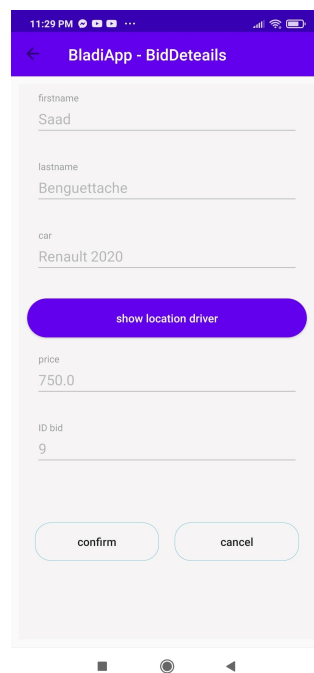 11:29 PM
BladiApp - BidDeteails
firstname
Saad
lastname
Benguettache
car
Renault 2020
show location driver
price
750.0
ID bid
9
confirm cancel